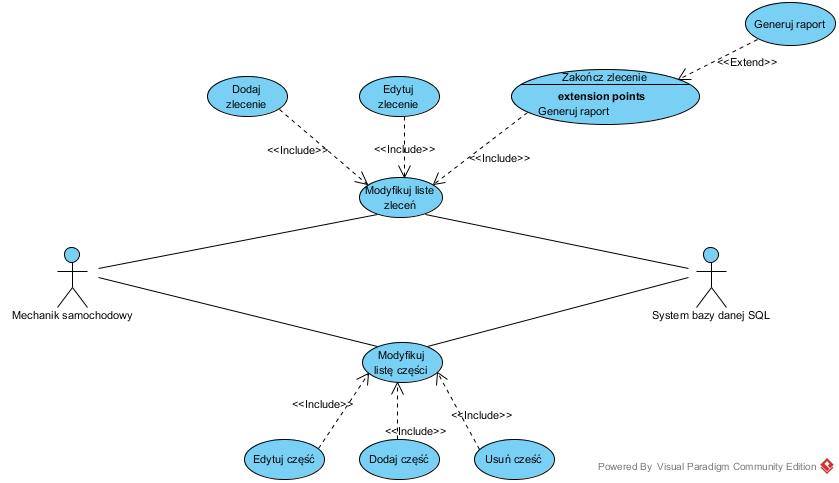 Generuj raport
<<Extend>>
Zakończ zlecenie
extension points
Generuj raport
Dodaj
zlecenie
Edytuj
zlecenie
<<Include>>
<<Include>>
<<Include>>
Modyfikuj liste
zleceń
Mechanik samochodowy
System bazy danej SQL
Modyfikuj
listę części
<<Include>>
<<Include>>
<<Include>>
Edytuj część
Dodaj część
Usuń cześć
Powered By Visual Paradigm Community Edition